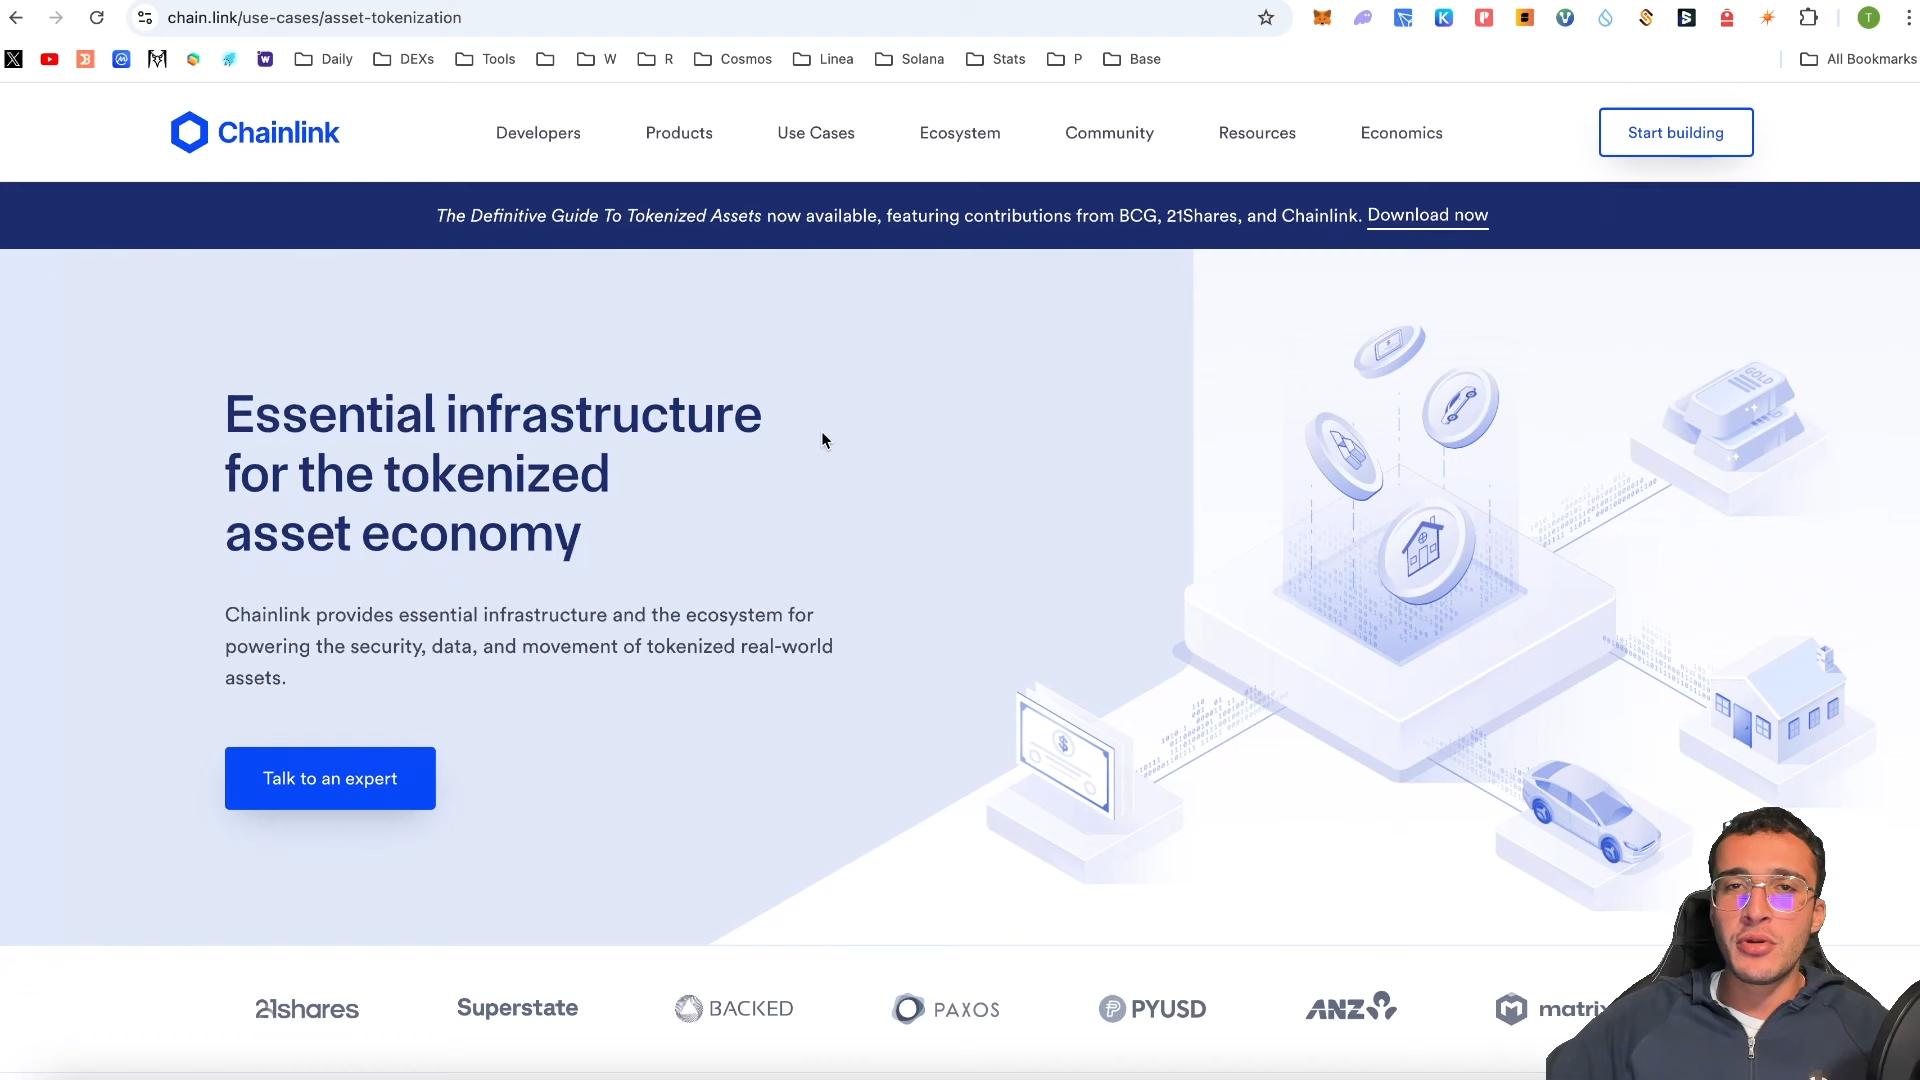 chain.link/use-cases/asset-tokenization
T
Daily
DEXs
Tools
W
R
Cosmos
Linea
Solana
Stats
P
Base
All Bookmarks
Chainlink
Developers
Products
Use Cases
Ecosystem
Community
Resources
Economics
Start building
The Definitive Guide To Tokenized Assets now available, featuring contributions from BCG, 21Shares, and Chainlink. Download now
Essential infrastructure
for the tokenized
asset economy
Chainlink provides essential infrastructure and the ecosystem for
powering the security, data, and movement of tokenized real-world
assets.
Talk to an expert
GOLD
21shares
Superstate
BACKED
PAXOS
PYUSD
ANZ